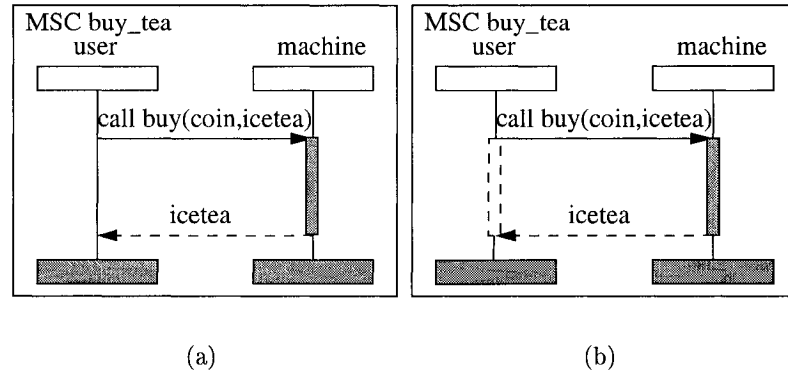 MSC buy_tea
user machine
call buy(coin,icetea)
icetea
(a)
MSC buy_tea
user machine
call buy(coin,icetea)
icetea
(b)